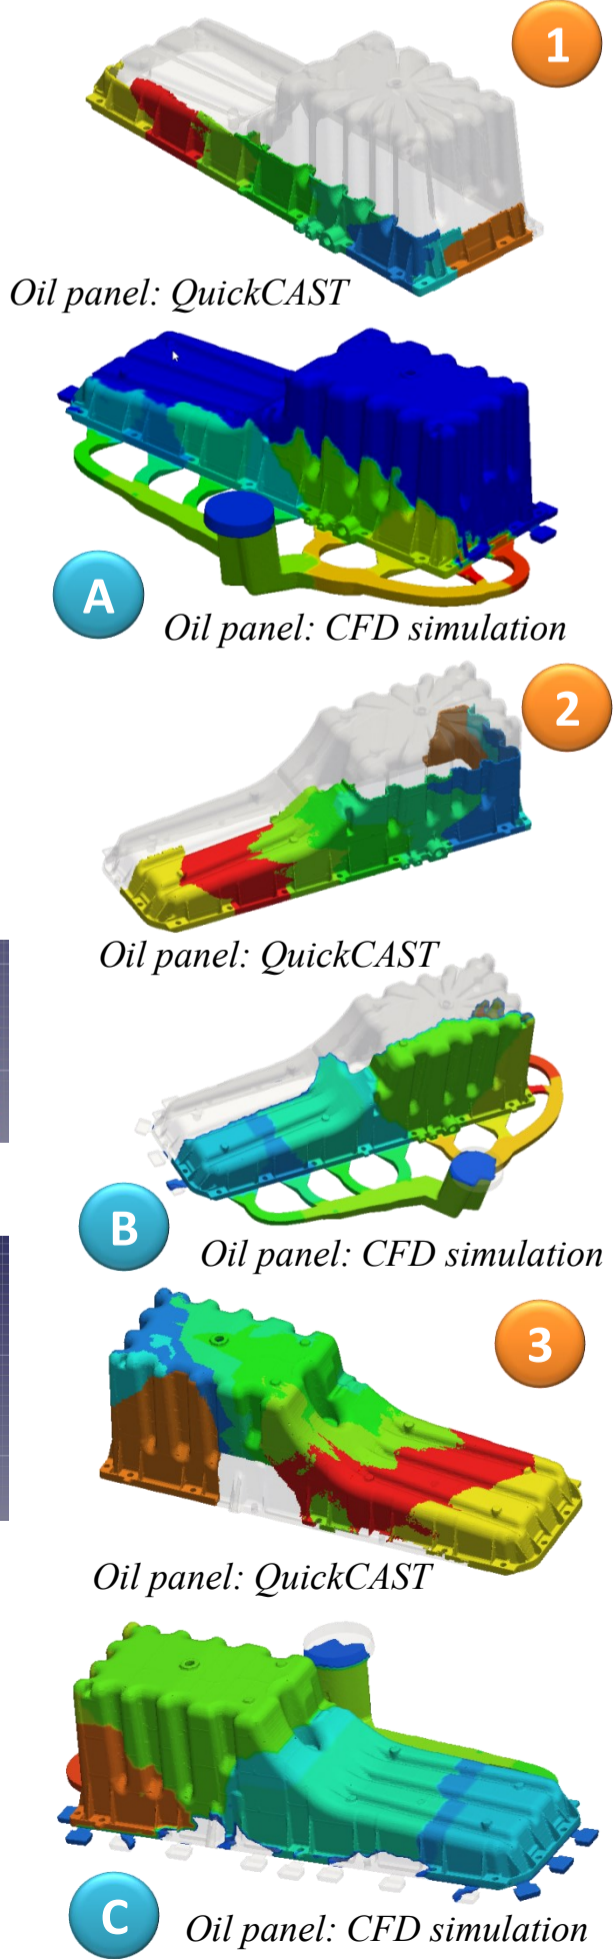 1
Oil panel: QuickCAST
A
Oil panel: CFD simulation
2
Oil panel: QuickCAST
B
Oil panel: CFD simulation
3
Oil panel: QuickCAST
C
Oil panel: CFD simulation